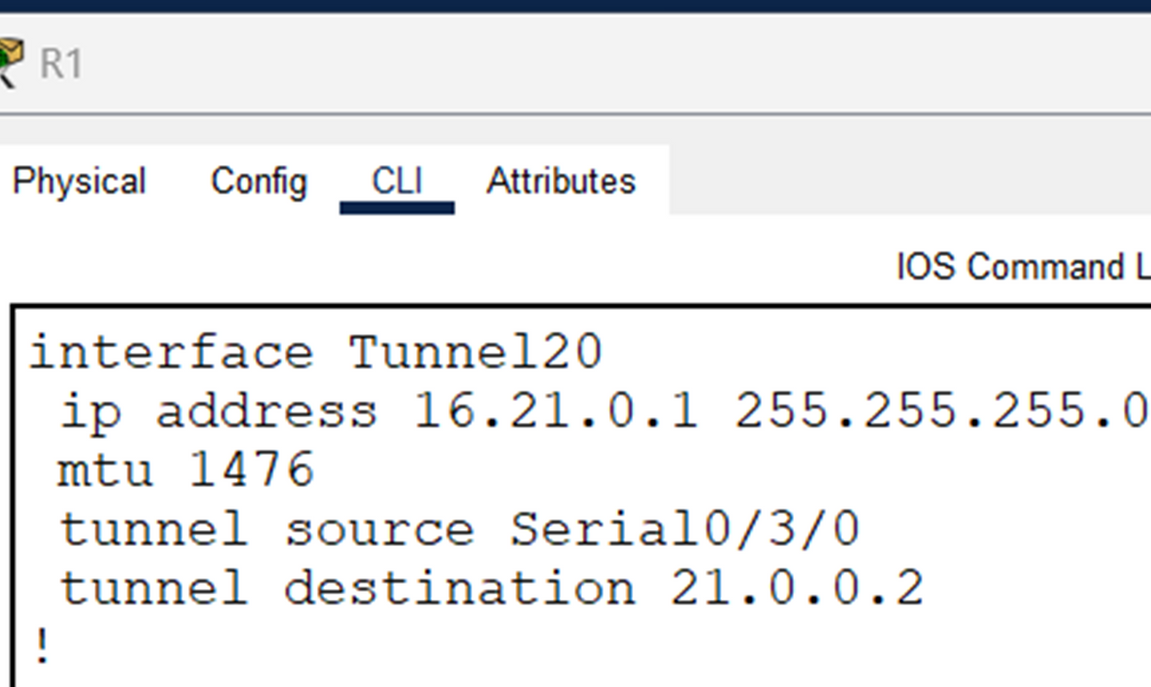 R1
Physical Config CLI Attributes
IOS Command L
interface Tunnel20
 ip address 16.21.0.1 255.255.255.0
 mtu 1476
 tunnel source Serial0/3/0
 tunnel destination 21.0.0.2
!